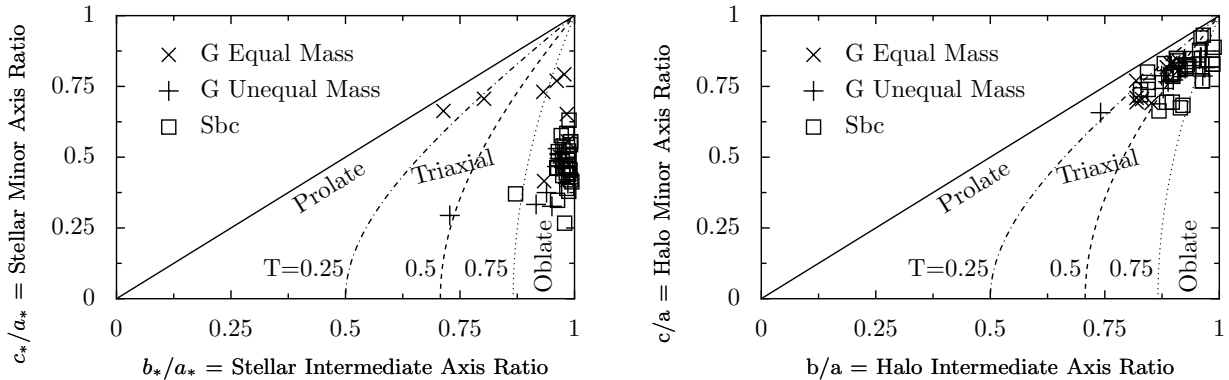 c*/a* = Stellar Minor Axis Ratio
1
0.75
0.5
0.25
0
× G Equal Mass
+ G Unequal Mass
□ Sbc
Prolate
Triaxial
T=0.25
0.5
0.75
Oblate
0
0.25
0.5
0.75
1
b*/a* = Stellar Intermediate Axis Ratio
c/a = Halo Minor Axis Ratio
1
0.75
0.5
0.25
0
× G Equal Mass
+ G Unequal Mass
□ Sbc
Prolate
Triaxial
T=0.25
0.5
0.75
Oblate
0
0.25
0.5
0.75
1
b/a = Halo Intermediate Axis Ratio